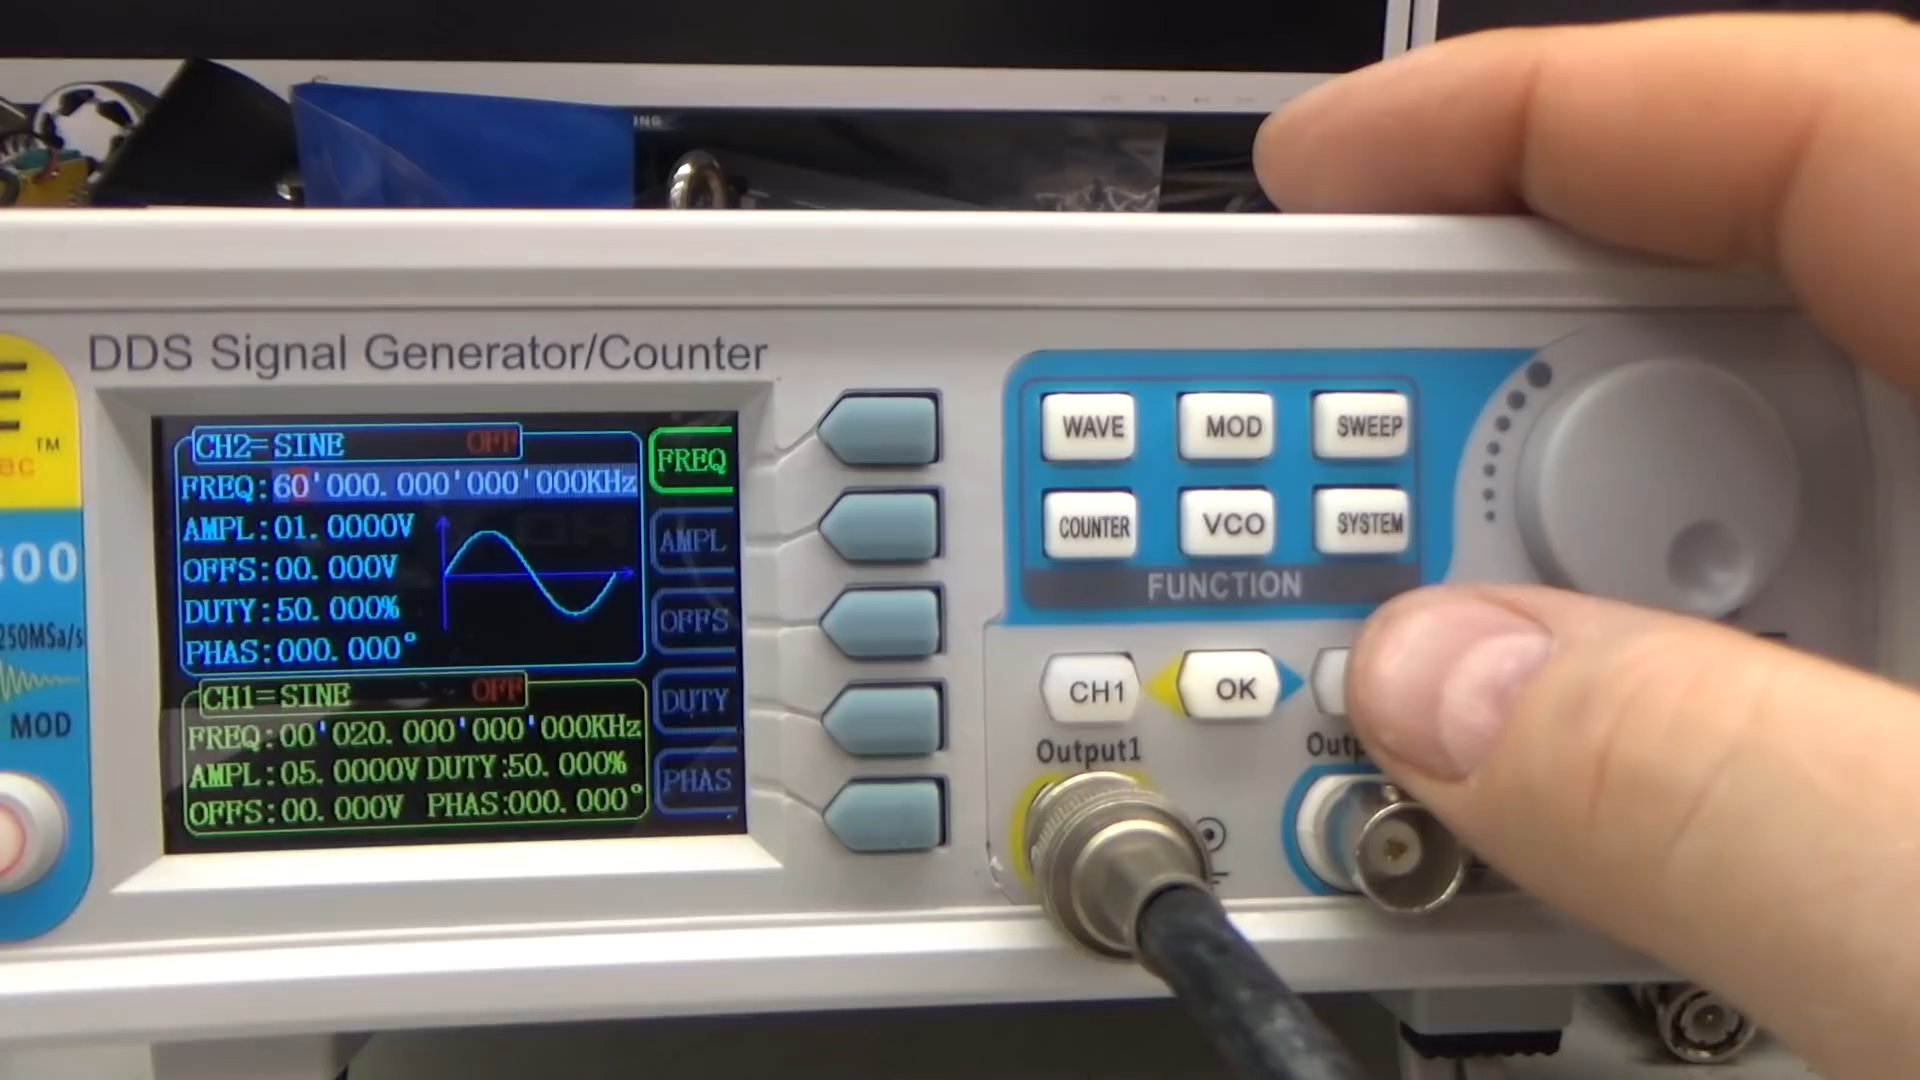 DDS Signal Generator/Counter
TM
ec
00
250MSa/s
MOD
CH2=SINE OFF
FREQ:60'000.000'000'000KHz
AMPL:01.0000V
OFFS:00.000V
DUTY:50.000%
PHAS:000.000°
CH1=SINE OFF
FREQ:00'020.000'000'000KHz
AMPL:05.0000V DUTY:50.000%
OFFS:00.000V PHAS:000.000°
FREQ
AMPL
OFFS
DUTY
PHAS
WAVE MOD SWEEP
COUNTER VCO SYSTEM
FUNCTION
CH1 OK
Output1